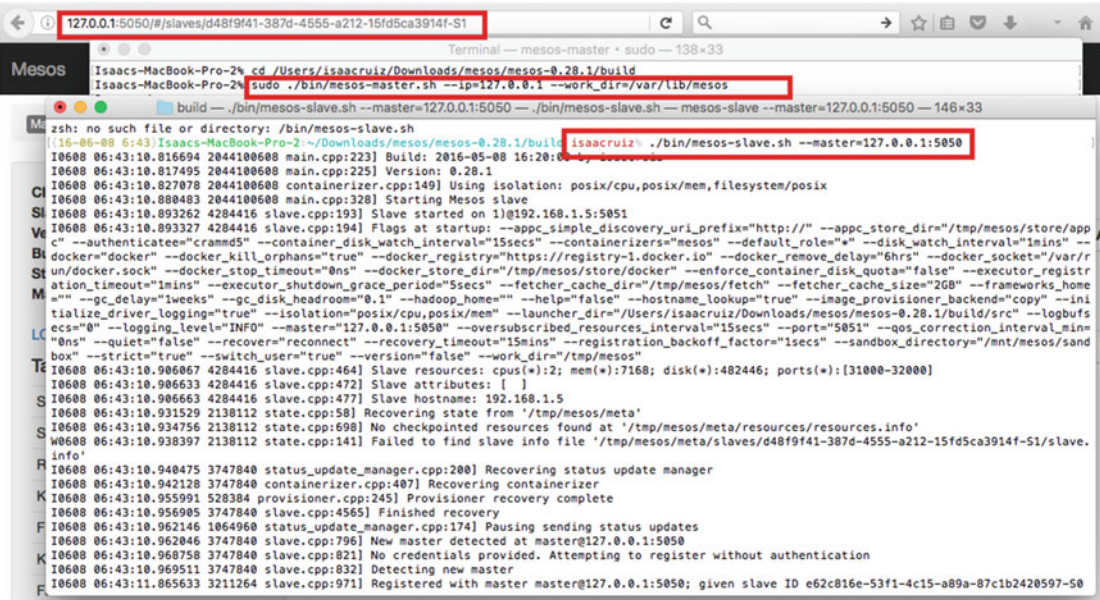 127.0.0.1:5050/#/slaves/d48f9f41-387d-4555-a212-15fd5ca3914f-S1
Terminal — mesos-master • sudo — 138×33
Mesos
[Isaacs-MacBook-Pro-2% cd /Users/isaacruiz/Downloads/mesos/mesos-0.28.1/build
[Isaacs-MacBook-Pro-2% sudo ./bin/mesos-master.sh --ip=127.0.0.1 --work_dir=/var/lib/mesos
build — ./bin/mesos-slave.sh --master=127.0.0.1:5050 — ./bin/mesos-slave.sh — mesos-slave --master=127.0.0.1:5050 — 146×33
zsh: no such file or directory: /bin/mesos-slave.sh
[(16-06-08 6:43)Isaacs-MacBook-Pro-2:~/Downloads/mesos/mesos-0.28.1/build isaacruiz% ./bin/mesos-slave.sh --master=127.0.0.1:5050
I0608 06:43:10.816694 2044100608 main.cpp:223] Build: 2016-05-08 16:20:0
I0608 06:43:10.817495 2044100608 main.cpp:225] Version: 0.28.1
I0608 06:43:10.827078 2044100608 containerizer.cpp:149] Using isolation: posix/cpu,posix/mem,filesystem/posix
I0608 06:43:10.880483 2044100608 main.cpp:328] Starting Mesos slave
I0608 06:43:10.893262 4284416 slave.cpp:193] Slave started on 1)@192.168.1.5:5051
I0608 06:43:10.893327 4284416 slave.cpp:194] Flags at startup: --appc_simple_discovery_uri_prefix="http://" --appc_store_dir="/tmp/mesos/store/app
c" --authenticatee="crammd5" --container_disk_watch_interval="15secs" --containerizers="mesos" --default_role="*" --disk_watch_interval="1mins" --
docker="docker" --docker_kill_orphans="true" --docker_registry="https://registry-1.docker.io" --docker_remove_delay="6hrs" --docker_socket="/var/r
un/docker.sock" --docker_stop_timeout="0ns" --docker_store_dir="/tmp/mesos/store/docker" --enforce_container_disk_quota="false" --executor_registr
ation_timeout="1mins" --executor_shutdown_grace_period="5secs" --fetcher_cache_dir="/tmp/mesos/fetch" --fetcher_cache_size="2GB" --frameworks_home
="" --gc_delay="1weeks" --gc_disk_headroom="0.1" --hadoop_home="" --help="false" --hostname_lookup="true" --image_provisioner_backend="copy" --ini
tialize_driver_logging="true" --isolation="posix/cpu,posix/mem" --launcher_dir="/Users/isaacruiz/Downloads/mesos/mesos-0.28.1/build/src" --logbufs
ecs="0" --logging_level="INFO" --master="127.0.0.1:5050" --oversubscribed_resources_interval="15secs" --port="5051" --qos_correction_interval_min=
"0ns" --quiet="false" --recover="reconnect" --recovery_timeout="15mins" --registration_backoff_factor="1secs" --sandbox_directory="/mnt/mesos/sand
box" --strict="true" --switch_user="true" --version="false" --work_dir="/tmp/mesos"
I0608 06:43:10.906067 4284416 slave.cpp:464] Slave resources: cpus(*):2; mem(*):7168; disk(*):482446; ports(*):[31000-32000]
I0608 06:43:10.906633 4284416 slave.cpp:472] Slave attributes: [ ]
I0608 06:43:10.906663 4284416 slave.cpp:477] Slave hostname: 192.168.1.5
I0608 06:43:10.931529 2138112 state.cpp:58] Recovering state from '/tmp/mesos/meta'
I0608 06:43:10.934756 2138112 state.cpp:698] No checkpointed resources found at '/tmp/mesos/meta/resources/resources.info'
W0608 06:43:10.938397 2138112 state.cpp:141] Failed to find slave info file '/tmp/mesos/meta/slaves/d48f9f41-387d-4555-a212-15fd5ca3914f-S1/slave.
info'
I0608 06:43:10.940475 3747840 status_update_manager.cpp:200] Recovering status update manager
I0608 06:43:10.942128 3747840 containerizer.cpp:407] Recovering containerizer
I0608 06:43:10.955991 528384 provisioner.cpp:245] Provisioner recovery complete
I0608 06:43:10.956905 3747840 slave.cpp:4565] Finished recovery
I0608 06:43:10.962146 1064960 status_update_manager.cpp:174] Pausing sending status updates
I0608 06:43:10.962046 3747840 slave.cpp:796] New master detected at master@127.0.0.1:5050
I0608 06:43:10.968758 3747840 slave.cpp:821] No credentials provided. Attempting to register without authentication
I0608 06:43:10.969511 3747840 slave.cpp:832] Detecting new master
I0608 06:43:11.865633 3211264 slave.cpp:971] Registered with master master@127.0.0.1:5050; given slave ID e62c816e-53f1-4c15-a89a-87c1b2420597-S0